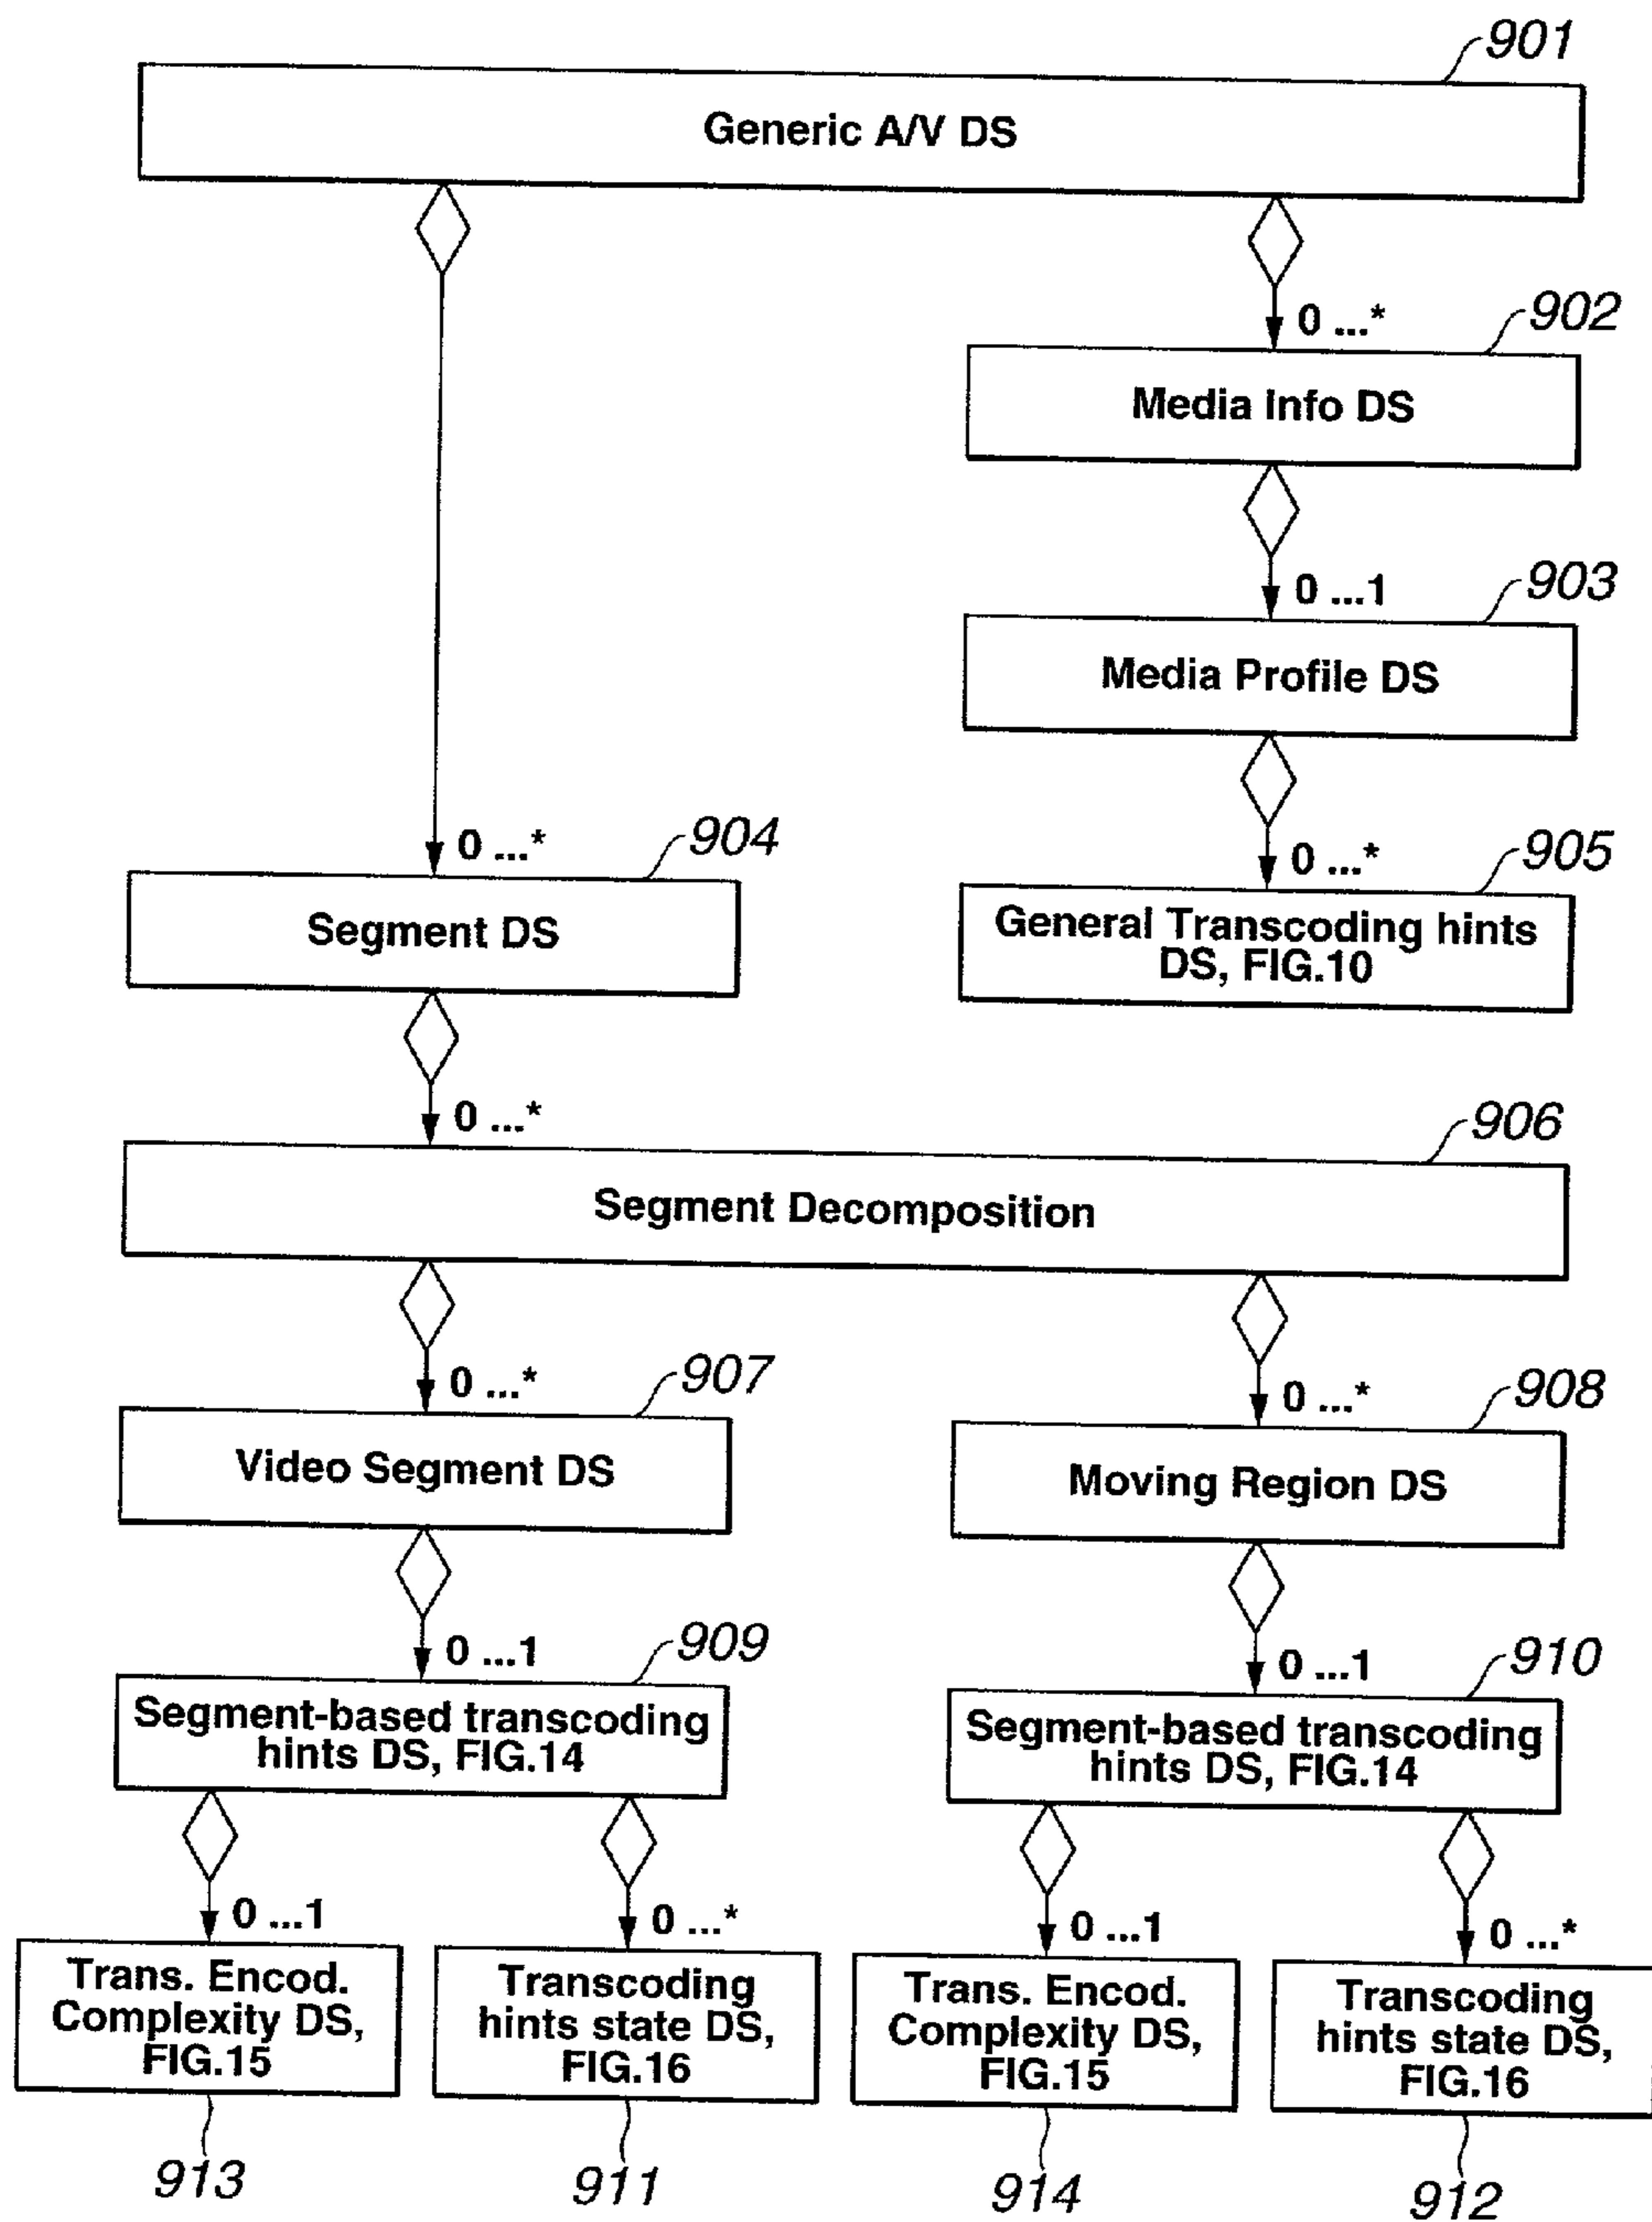 901
Generic A/V DS
0 ...*
902
Media Info DS
0 ...1
903
Media Profile DS
0 ...*
904
0 ...*
905
Segment DS
General Transcoding hints
DS, FIG.10
0 ...*
906
Segment Decomposition
0 ...*
907
0 ...*
908
Video Segment DS
Moving Region DS
0 ...1
909
0 ...1
910
Segment-based transcoding
hints DS, FIG.14
Segment-based transcoding
hints DS, FIG.14
0 ...1
0 ...*
0 ...1
0 ...*
Trans. Encod.
Complexity DS,
FIG.15
Transcoding
hints state DS,
FIG.16
Trans. Encod.
Complexity DS,
FIG.15
Transcoding
hints state DS,
FIG.16
913
911
914
912